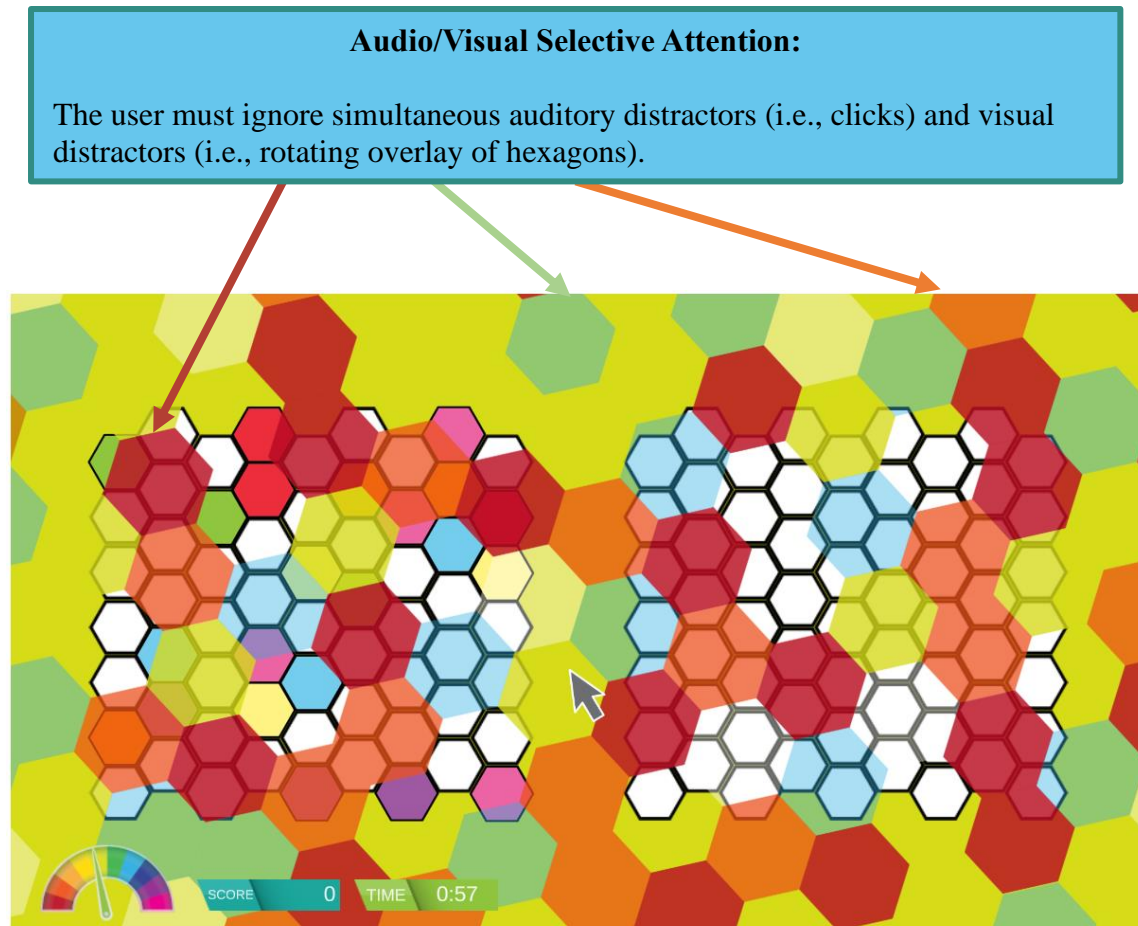 Audio/Visual Selective Attention:
The user must ignore simultaneous auditory distractors (i.e., clicks) and visual
distractors (i.e., rotating overlay of hexagons).
SCORE 0 TIME 0:57